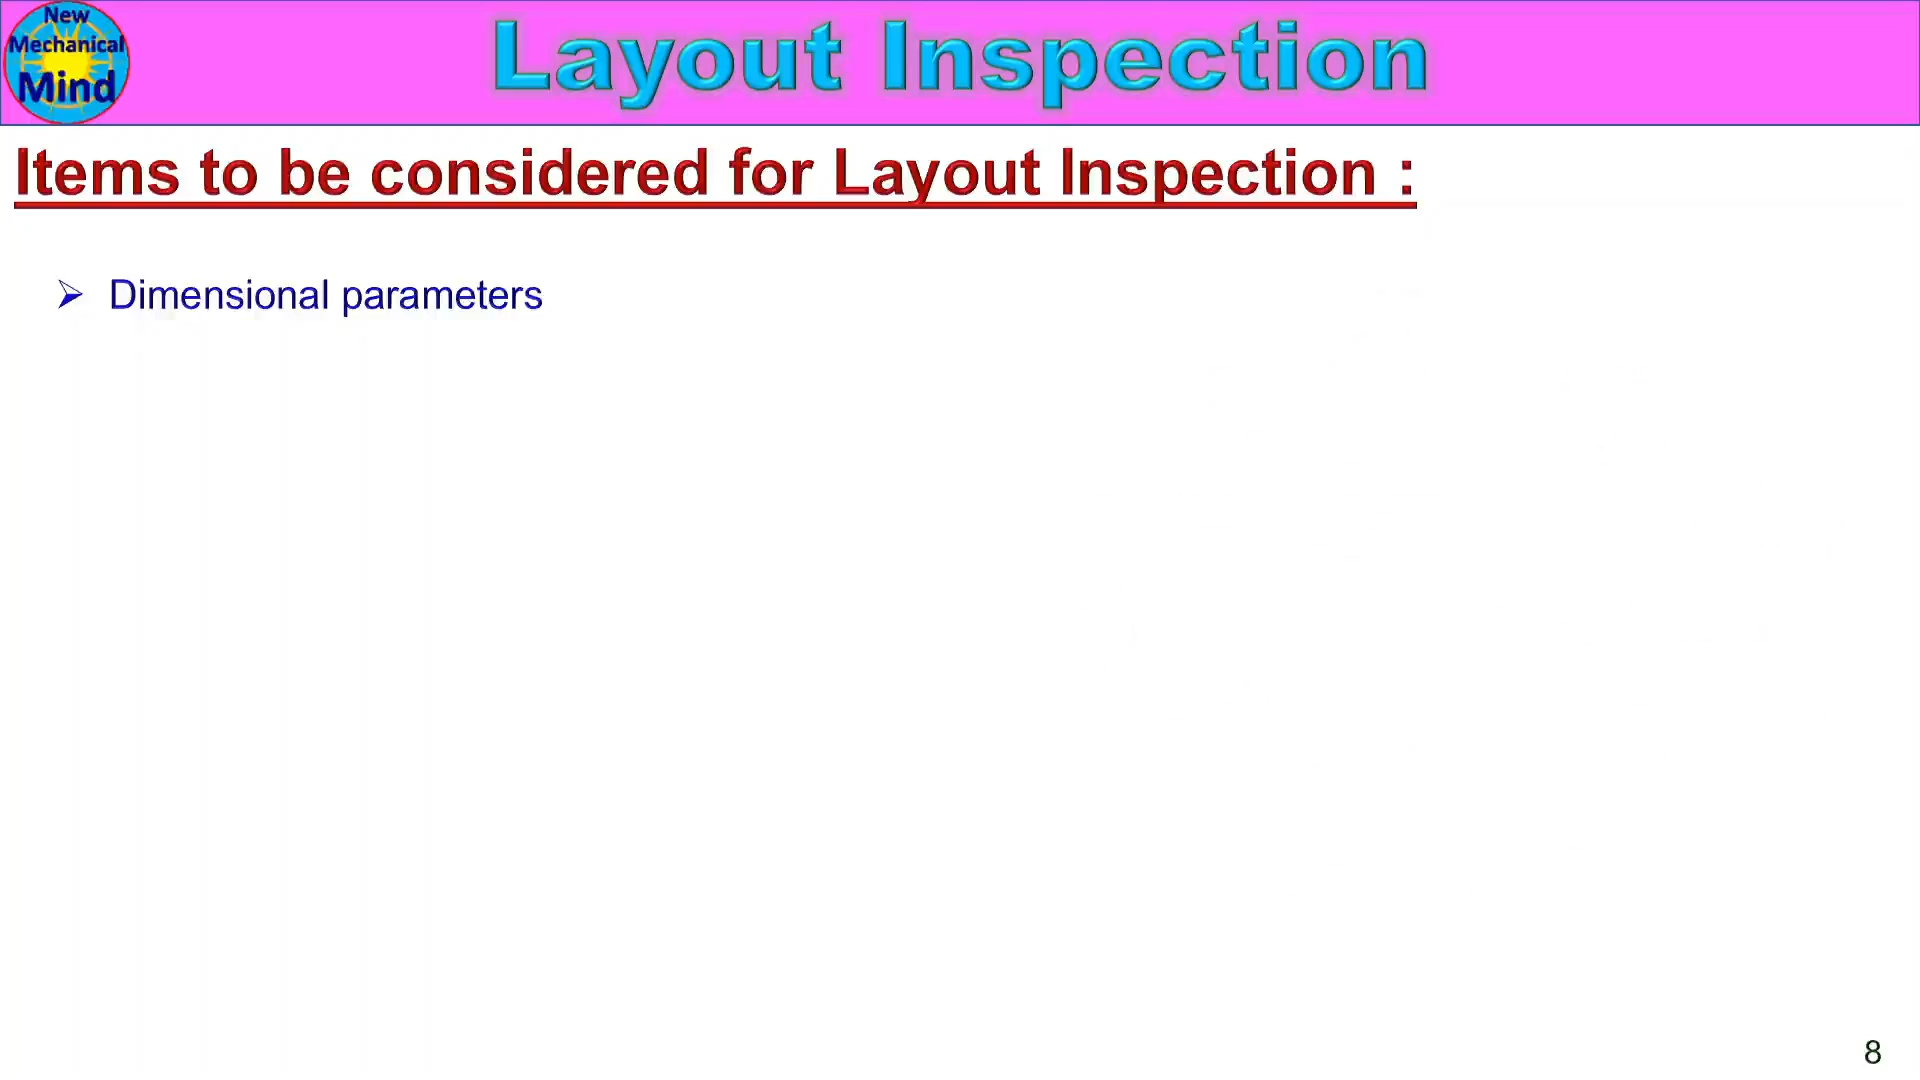 New
Mechanical
Mind
Layout Inspection
Items to be considered for Layout Inspection :
➢ Dimensional parameters
8